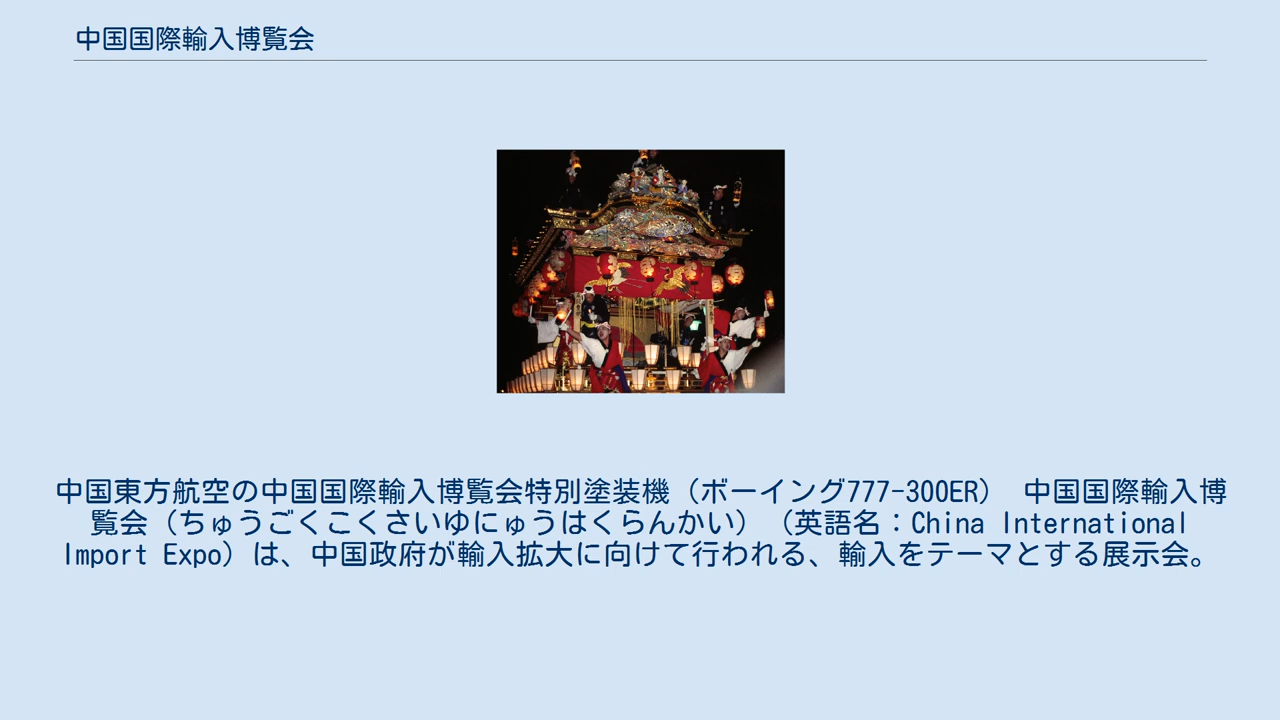 中国国際輸入博覧会
中国東方航空の中国国際輸入博覧会特別塗装機（ボーイング777-300ER） 中国国際輸入博
覧会（ちゅうごくこくさいゆにゅうはくらんかい）（英語名：China International
Import Expo）は、中国政府が輸入拡大に向けて行われる、輸入をテーマとする展示会。